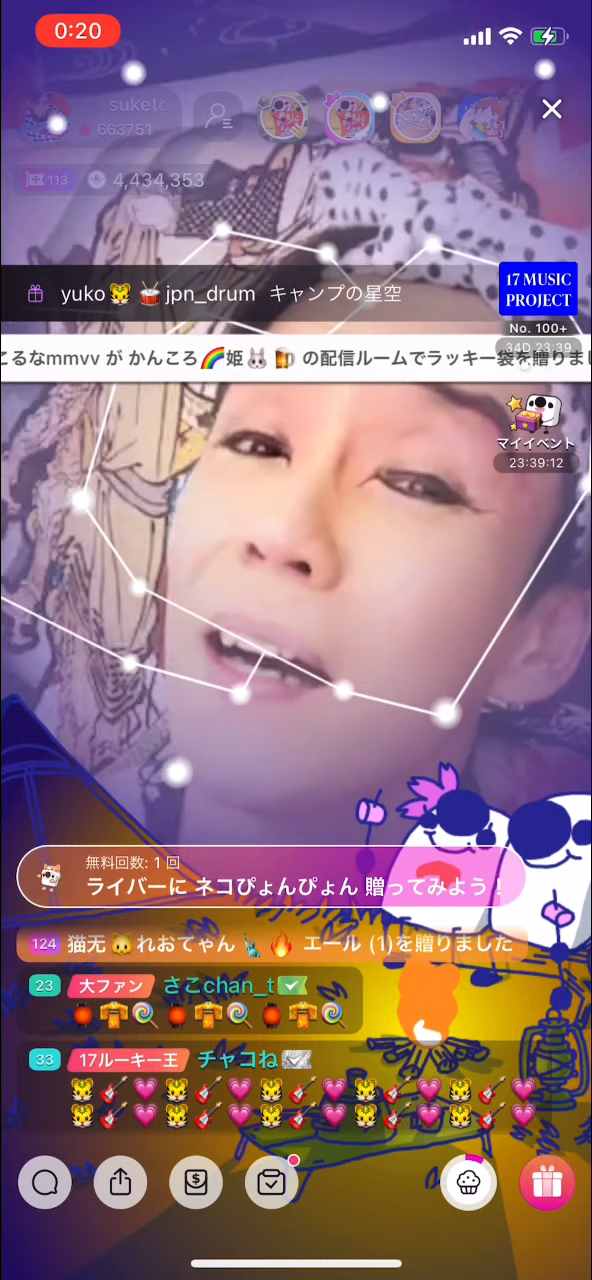 0:20
suketo
663751
113
4,434,353
yuko🐯🥁jpn_drum キャンプの星空
17 MUSIC
PROJECT
No. 100+
34D 23:39
こるなmmvv が かんころ🌈姫🐰🍺 の配信ルームでラッキー袋を贈りまし
マイイベント
23:39:12
無料回数: 1 回
ライバーに ネコぴょんぴょん 贈ってみよう!
124 猫无🐱れおてゃん🗽🔥 エール (1)を贈りました
23 大ファン さこchan_t
🏮👘🍭🏮👘🍭🏮👘🍭
33 17ルーキー王 チャコね
🐯🎸💗🐯🎸💗🐯🎸💗🐯🎸💗🐯🎸💗
🐯🎸💗🐯🎸💗🐯🎸💗🐯🎸💗🐯🎸💗